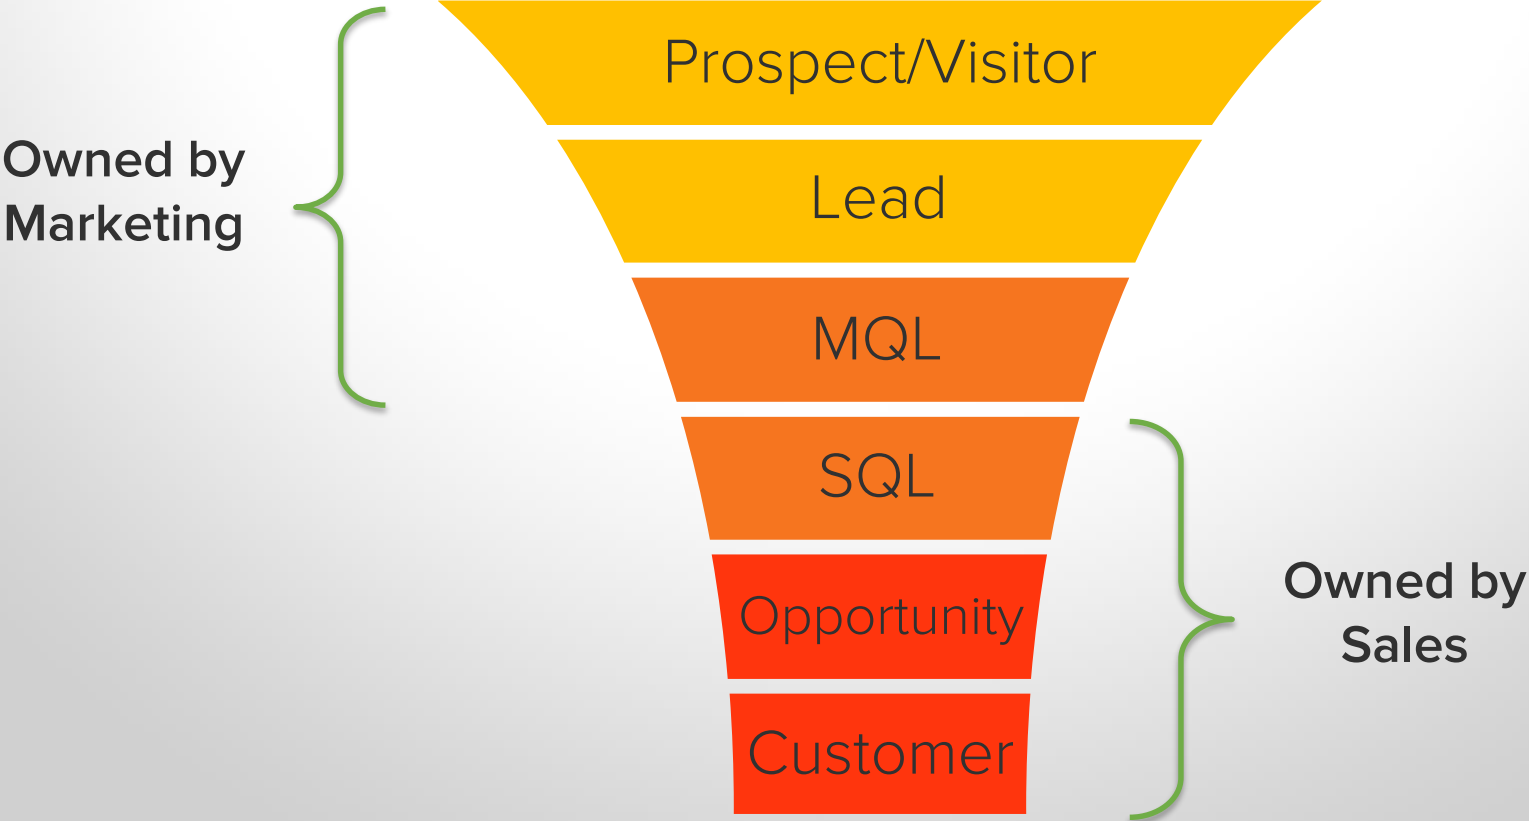 Prospect/Visitor
Owned by
Marketing
Lead
MQL
SQL
Opportunity
Owned by
Sales
Customer